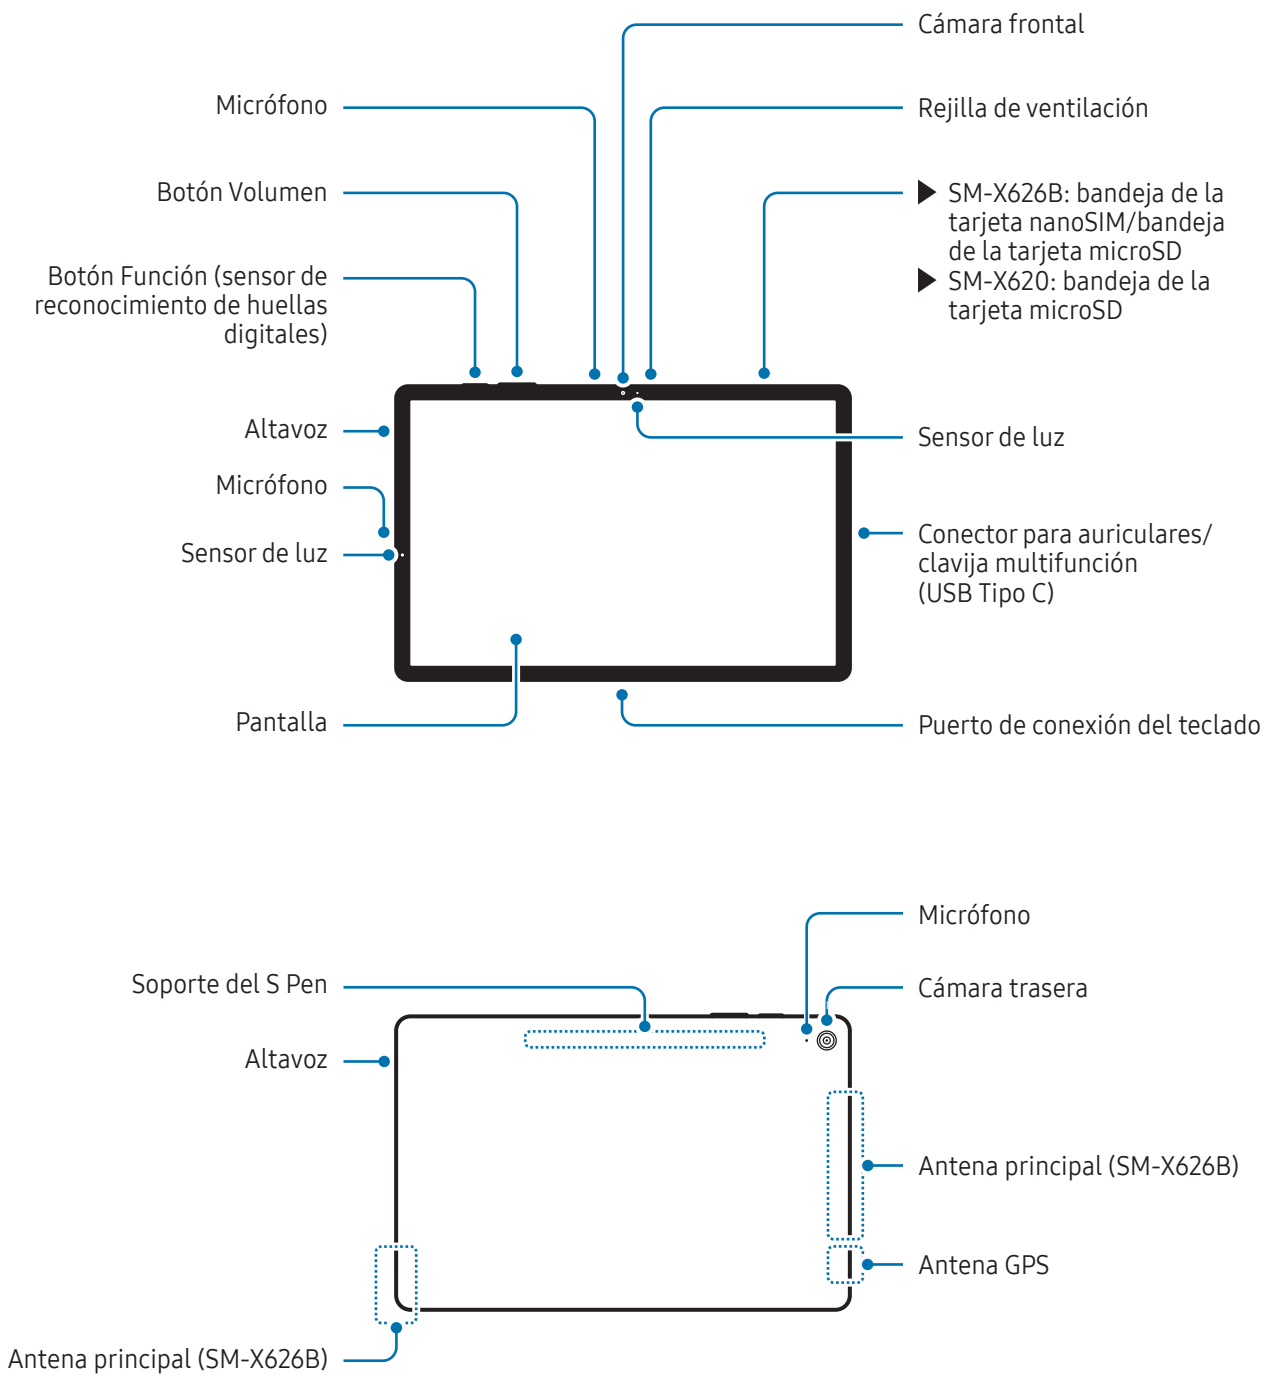 Cámara frontal
Micrófono
Rejilla de ventilación
Botón Volumen
SM-X626B: bandeja de la
tarjeta nanoSIM/bandeja
de la tarjeta microSD
SM-X620: bandeja de la
tarjeta microSD
Botón Función (sensor de
reconocimiento de huellas
digitales)
Altavoz
Sensor de luz
Micrófono
Sensor de luz
Conector para auriculares/
clavija multifunción
(USB Tipo C)
Pantalla
Puerto de conexión del teclado
Micrófono
Soporte del S Pen
Cámara trasera
Altavoz
Antena principal (SM-X626B)
Antena GPS
Antena principal (SM-X626B)